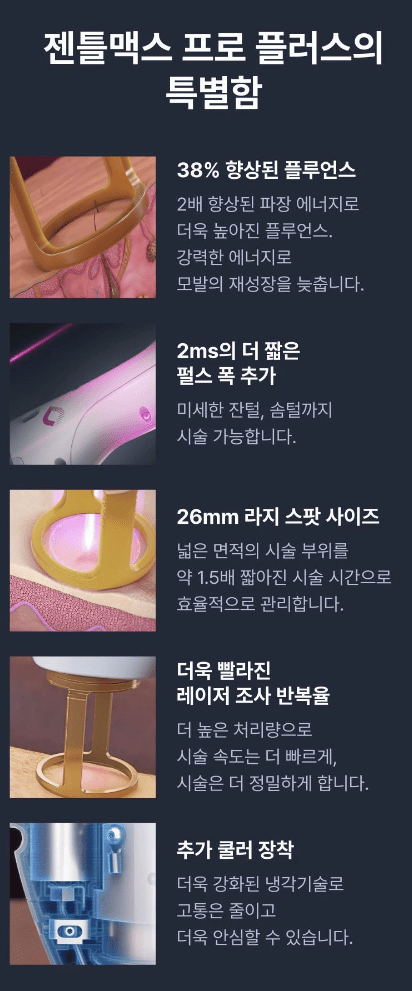 젠틀맥스 프로 플러스의
특별함
38% 향상된 플루언스
2배 향상된 파장 에너지로
더욱 높아진 플루언스.
강력한 에너지로
모발의 재성장을 늦춥니다.
2ms의 더 짧은
펄스 폭 추가
미세한 잔털, 솜털까지
시술 가능합니다.
26mm 라지 스팟 사이즈
넓은 면적의 시술 부위를
약 1.5배 짧아진 시술 시간으로
효율적으로 관리합니다.
더욱 빨라진
레이저 조사 반복율
더 높은 처리량으로
시술 속도는 더 빠르게,
시술은 더 정밀하게 합니다.
추가 쿨러 장착
더욱 강화된 냉각기술로
고통은 줄이고
더욱 안심할 수 있습니다.